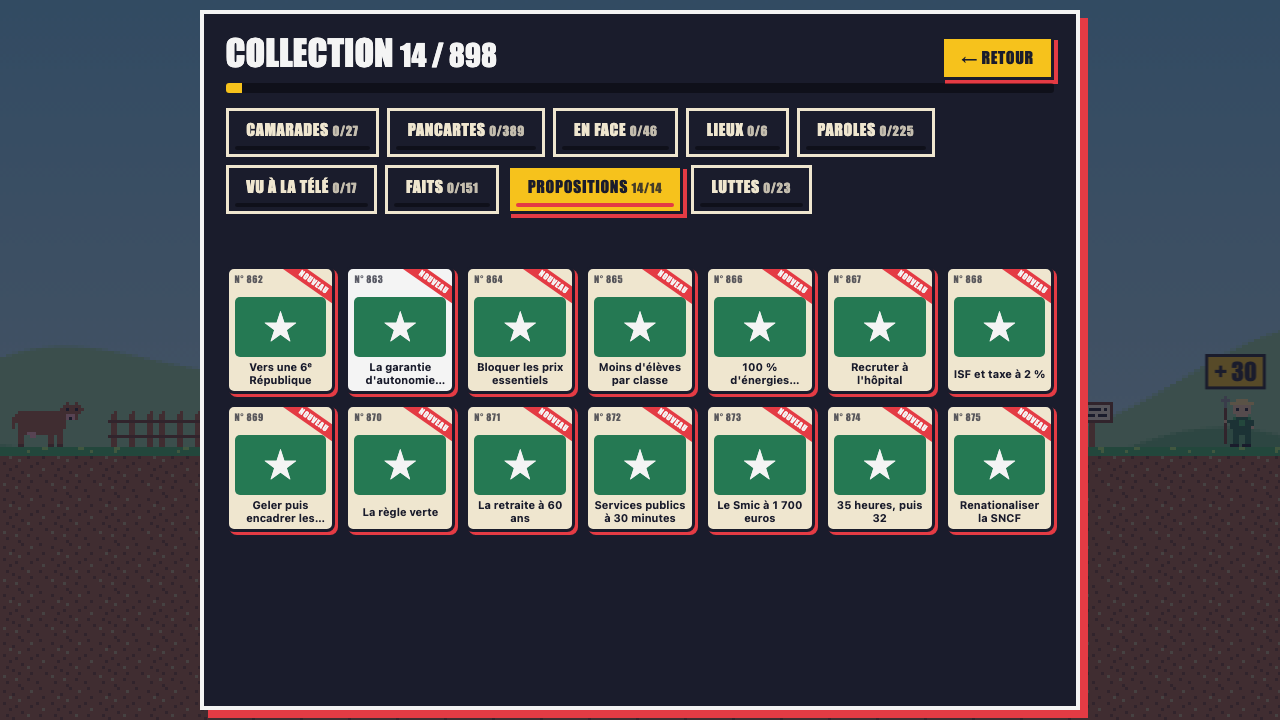 COLLECTION 14 / 898
← RETOUR
CAMARADES 0/27
PANCARTES 0/389
EN FACE 0/46
LIEUX 0/6
PAROLES 0/225
VU À LA TÉLÉ 0/17
FAITS 0/151
PROPOSITIONS 14/14
LUTTES 0/23
N° 862
NOUVEAU
Vers une 6ᵉ
République
N° 863
NOUVEAU
La garantie
d'autonomie...
N° 864
NOUVEAU
Bloquer les prix
essentiels
N° 865
NOUVEAU
Moins d'élèves
par classe
N° 866
NOUVEAU
100 %
d'énergies...
N° 867
NOUVEAU
Recruter à
l'hôpital
N° 868
NOUVEAU
ISF et taxe à 2 %
N° 869
NOUVEAU
Geler puis
encadrer les...
N° 870
NOUVEAU
La règle verte
N° 871
NOUVEAU
La retraite à 60
ans
N° 872
NOUVEAU
Services publics
à 30 minutes
N° 873
NOUVEAU
Le Smic à 1 700
euros
N° 874
NOUVEAU
35 heures, puis
32
N° 875
NOUVEAU
Renationaliser
la SNCF
+ 30